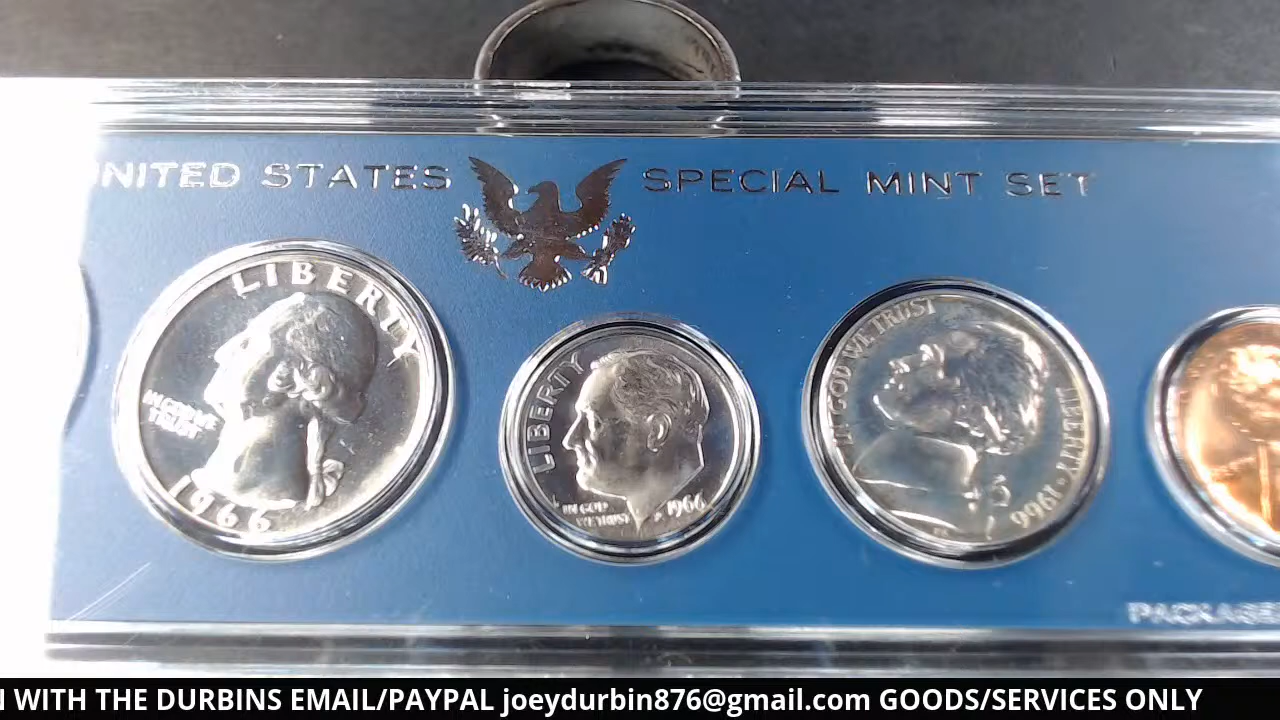 UNITED STATES SPECIAL MINT SET
LIBERTY
IN GOD WE
TRUST
1966
LIBERTY
IN GOD
WE TRUST
1966
IN GOD WE TRUST
LIBERTY · 1966
N WITH THE DURBINS EMAIL/PAYPAL joeydurbin876@gmail.com GOODS/SERVICES ONLY